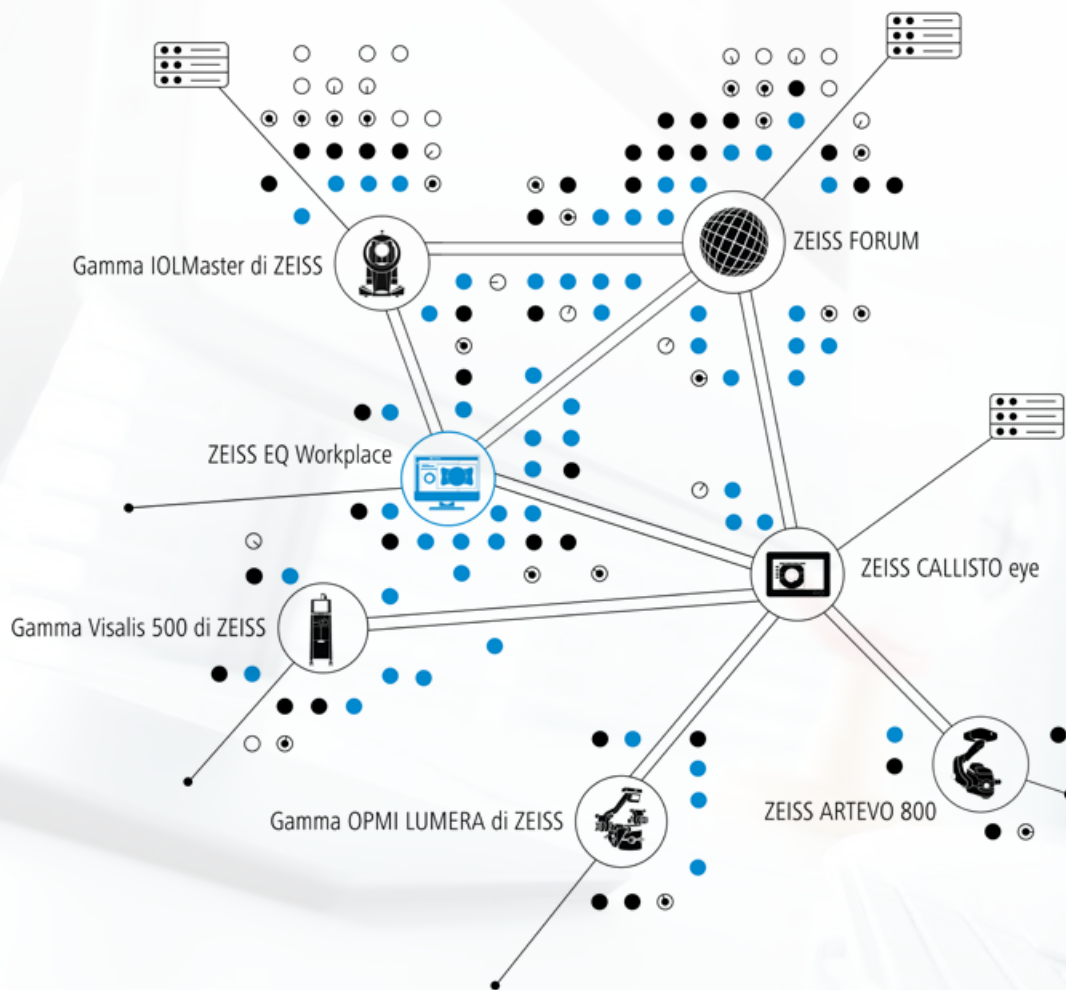 ZEISS FORUM
Gamma IOLMaster di ZEISS
ZEISS EQ Workplace
ZEISS CALLISTO eye
Gamma Visalis 500 di ZEISS
Gamma OPMI LUMERA di ZEISS
ZEISS ARTEVO 800